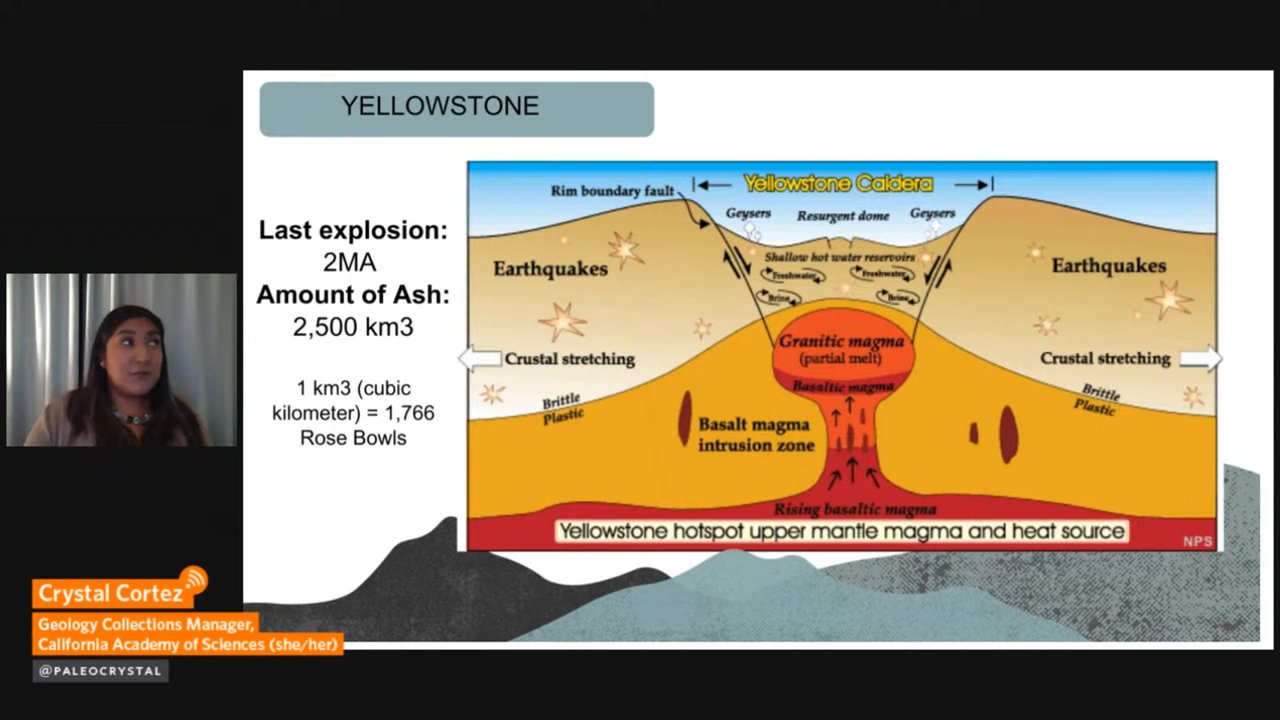 YELLOWSTONE
Last explosion:
2MA
Amount of Ash:
2,500 km3
1 km3 (cubic
kilometer) = 1,766
Rose Bowls
Yellowstone Caldera
Rim boundary fault
Geysers
Resurgent dome
Geysers
Shallow hot water reservoirs
Freshwater
Freshwater
Brine
Brine
Earthquakes
Earthquakes
Granitic magma
(partial melt)
Crustal stretching
Crustal stretching
Basaltic magma
Brittle
Plastic
Brittle
Plastic
Basalt magma
intrusion zone
Rising basaltic magma
Yellowstone hotspot upper mantle magma and heat source
NPS
Crystal Cortez
Geology Collections Manager,
California Academy of Sciences (she/her)
@PALEOCRYSTAL